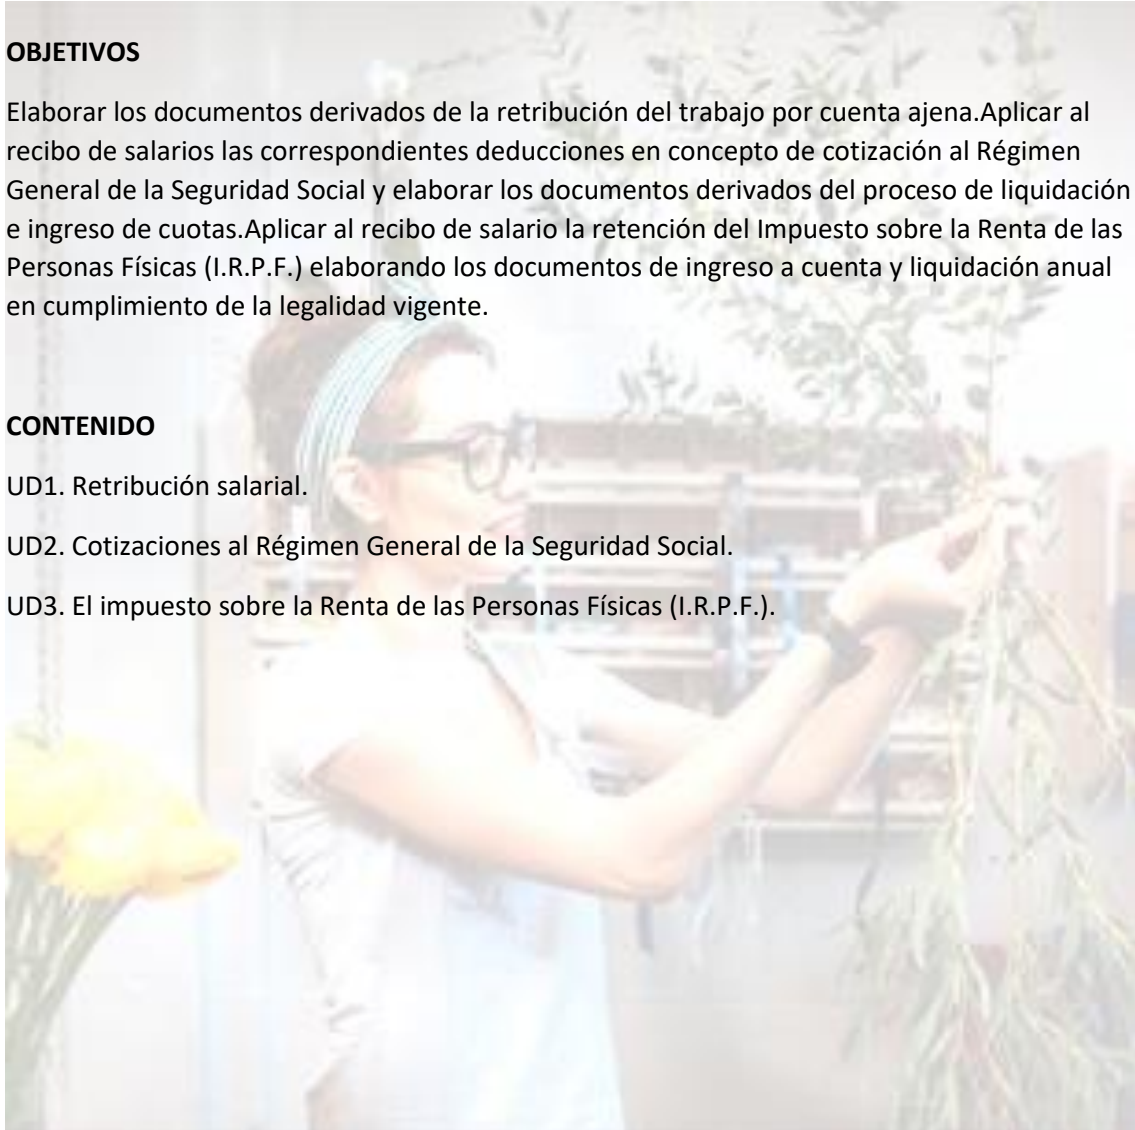 OBJETIVOS
Elaborar los documentos derivados de la retribución del trabajo por cuenta ajena.Aplicar al
recibo de salarios las correspondientes deducciones en concepto de cotización al Régimen
General de la Seguridad Social y elaborar los documentos derivados del proceso de liquidación
e ingreso de cuotas.Aplicar al recibo de salario la retención del Impuesto sobre la Renta de las
Personas Físicas (I.R.P.F.) elaborando los documentos de ingreso a cuenta y liquidación anual
en cumplimiento de la legalidad vigente.
CONTENIDO
UD1. Retribución salarial.
UD2. Cotizaciones al Régimen General de la Seguridad Social.
UD3. El impuesto sobre la Renta de las Personas Físicas (I.R.P.F.).